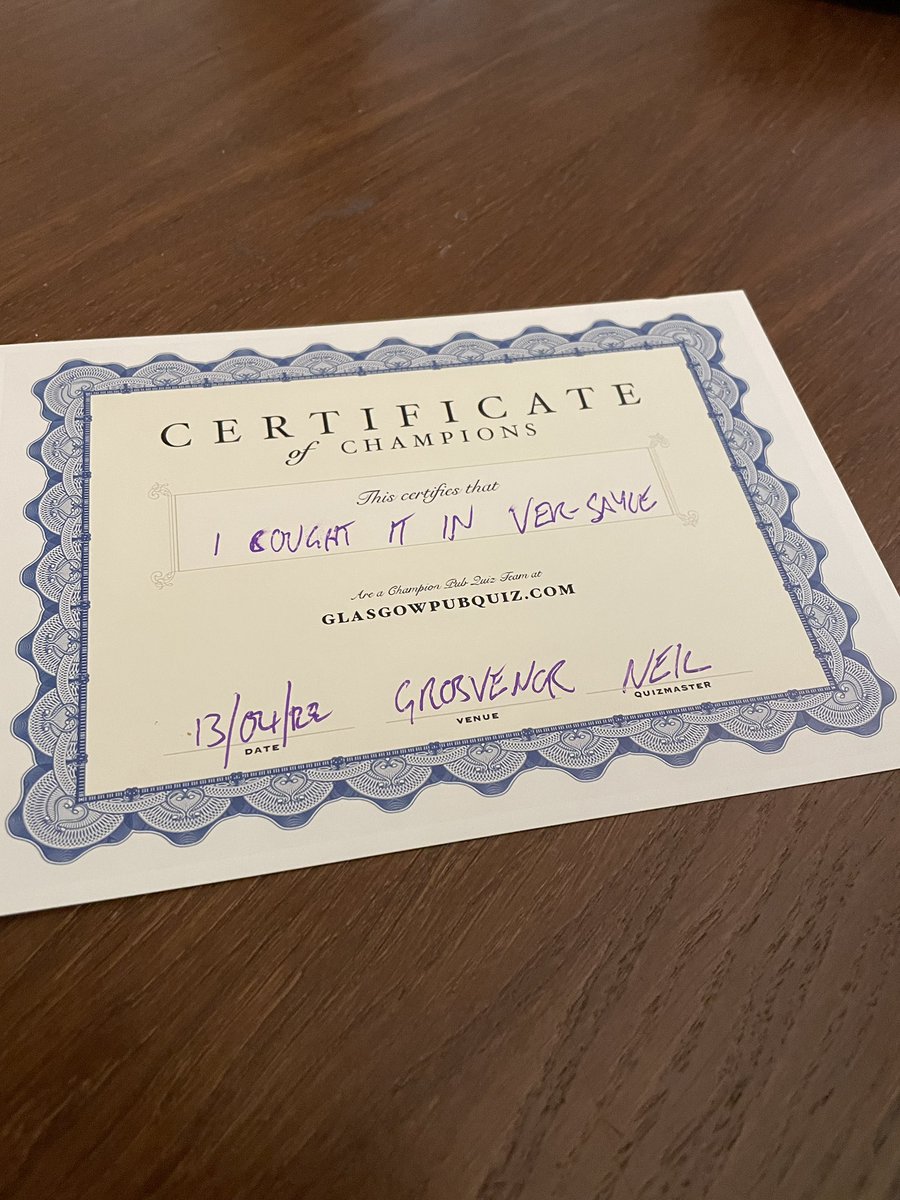 CERTIFICATE
of CHAMPIONS
This certifies that
I BOUGHT IT IN VER-SAYCE
Are a Champion Pub Quiz Team at
GLASGOWPUBQUIZ.COM
13/04/22 GROSVENOR NEIL
DATE VENUE QUIZMASTER